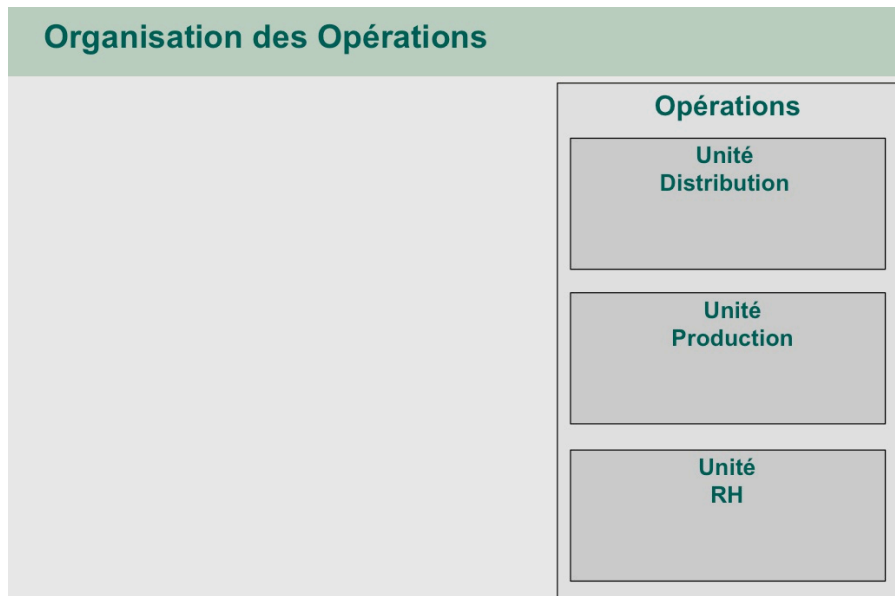 Organisation des Opérations
Opérations
Unité
Distribution
Unité
Production
Unité
RH